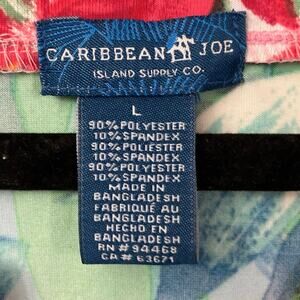 CARIBBEAN JOE
ISLAND SUPPLY CO.
L
90% POLYESTER
10% SPANDEX
90% POLIESTER
10% SPANDEX
90% POLYESTER
10% SPANDEX
MADE IN
BANGLADESH
FABRIQUÉ AU
BANGLADESH
HECHO EN
BANGLADESH
RN# 94468
CA# 63671